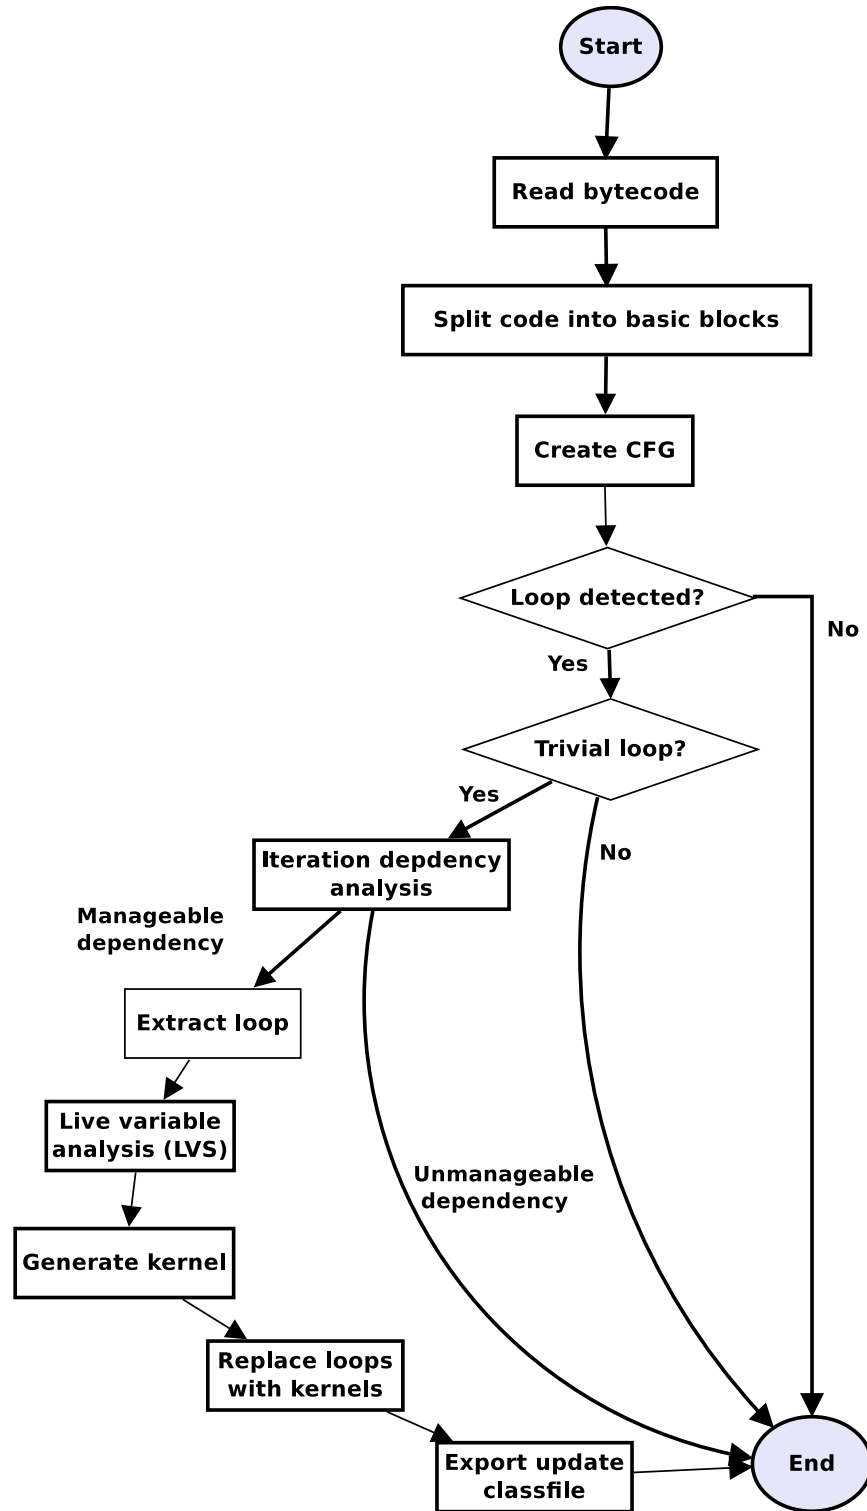 Start
Read bytecode
Split code into basic blocks
Create CFG
Loop detected?
No
Yes
Trivial loop?
Yes
No
Iteration depdency
analysis
Manageable
dependency
Extract loop
Live variable
analysis (LVS)
Unmanageable
dependency
Generate kernel
Replace loops
with kernels
Export update
classfile
End